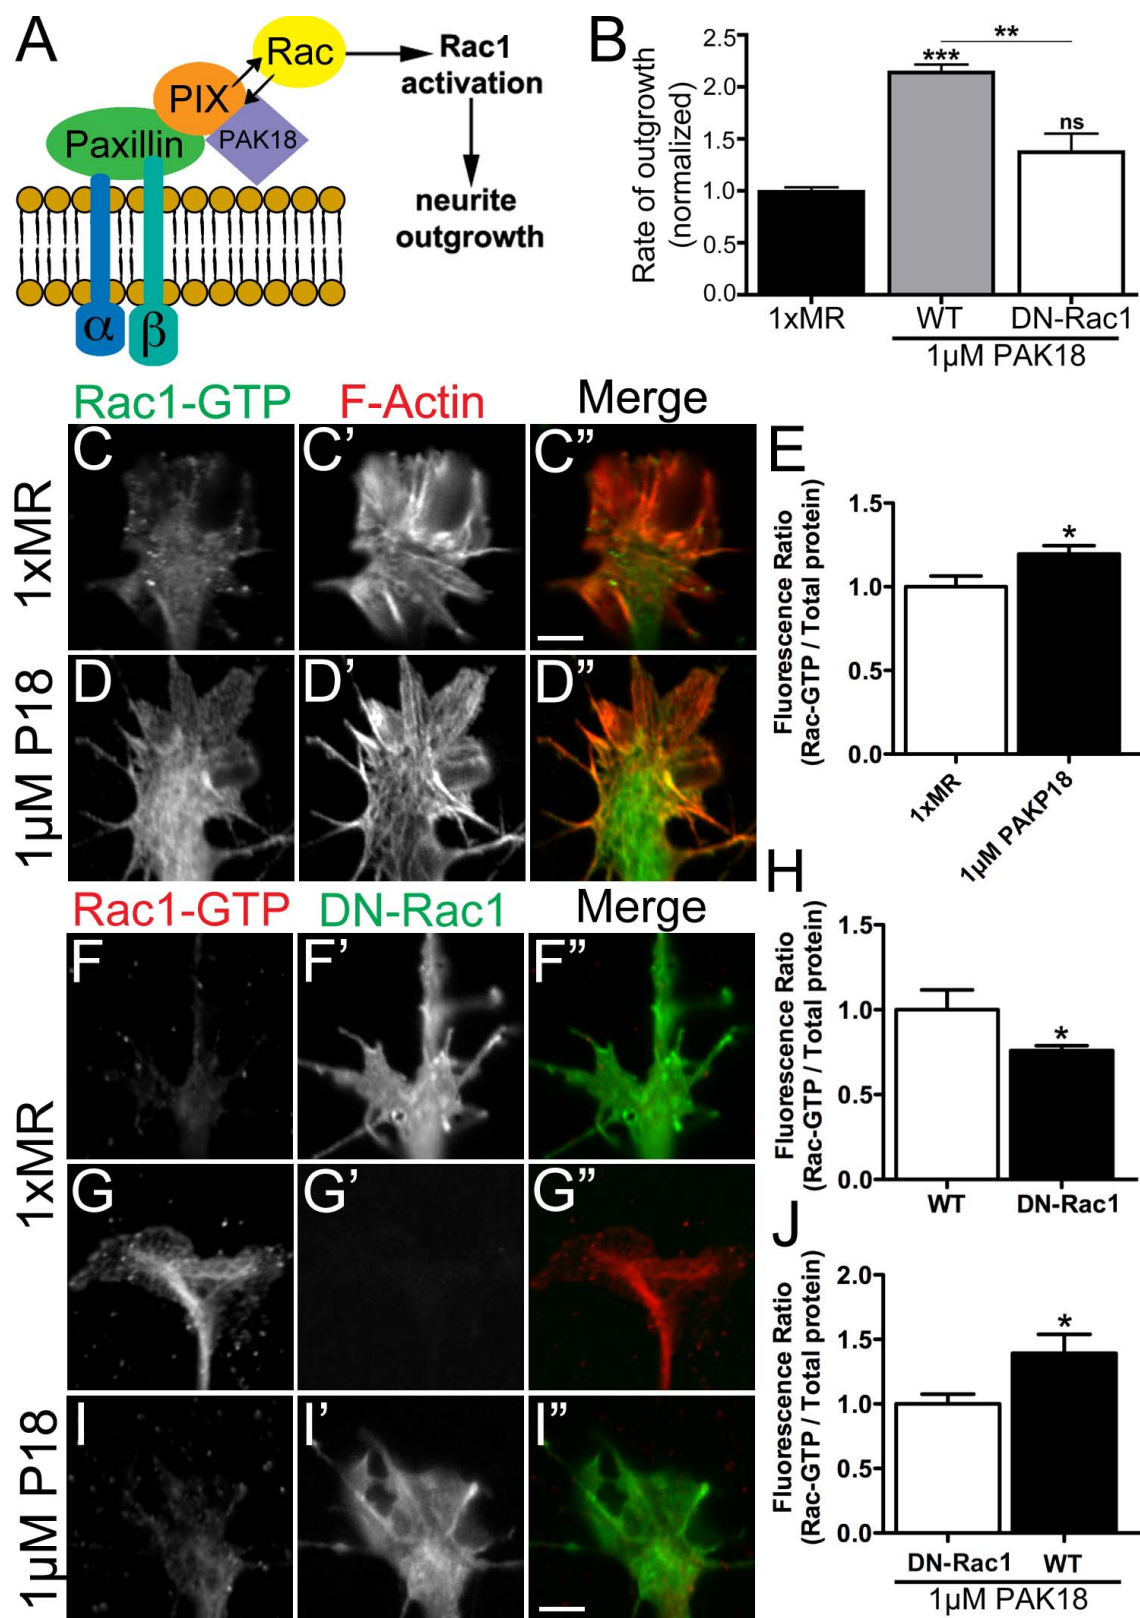 A
Rac
PIX
PAK18
Paxillin
α
β
Rac1
activation
neurite
outgrowth
B
Rate of outgrowth
(normalized)
2.5
2.0
1.5
1.0
0.5
0.0
***
**
ns
1xMR
WT
DN-Rac1
1µM PAK18
Rac1-GTP
F-Actin
Merge
1xMR
C
C'
C"
1µM P18
D
D'
D"
E
Fluorescence Ratio
(Rac-GTP / Total protein)
1.5
1.0
0.5
0.0
*
1xMR
1µM PAKP18
Rac1-GTP
DN-Rac1
Merge
1xMR
F
F'
F"
G
G'
G"
H
Fluorescence Ratio
(Rac-GTP / Total protein)
1.5
1.0
0.5
0.0
*
WT
DN-Rac1
1µM P18
I
I'
I"
J
Fluorescence Ratio
(Rac-GTP / Total protein)
2.0
1.5
1.0
0.5
0.0
*
DN-Rac1
WT
1µM PAK18